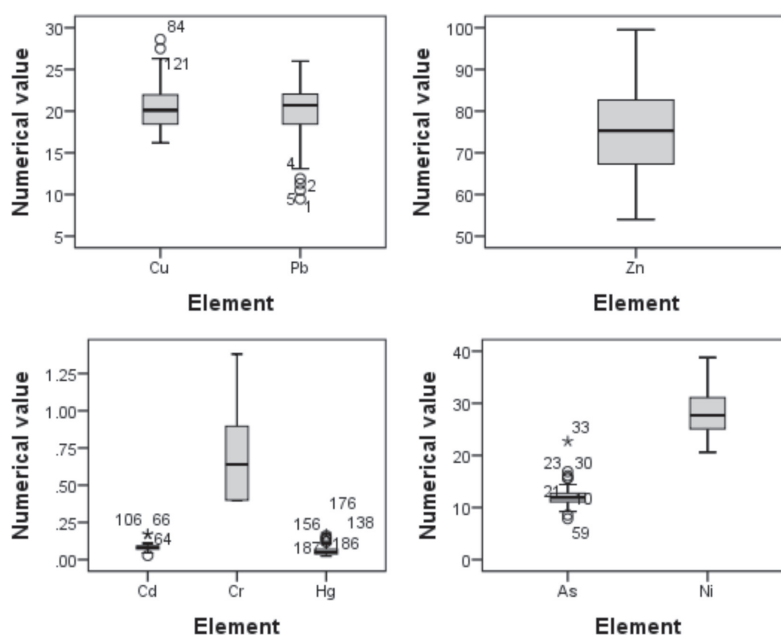 Numerical value
30
25
20
15
10
5
84
121
4
2
5
1
Cu
Pb
Element
Numerical value
100
90
80
70
60
50
Zn
Element
Numerical value
1.25
1.00
.75
.50
.25
.00
106 66
64
176
156 138
187 186
Cd
Cr
Hg
Element
Numerical value
40
30
20
10
0
33
23 30
21
59
As
Ni
Element